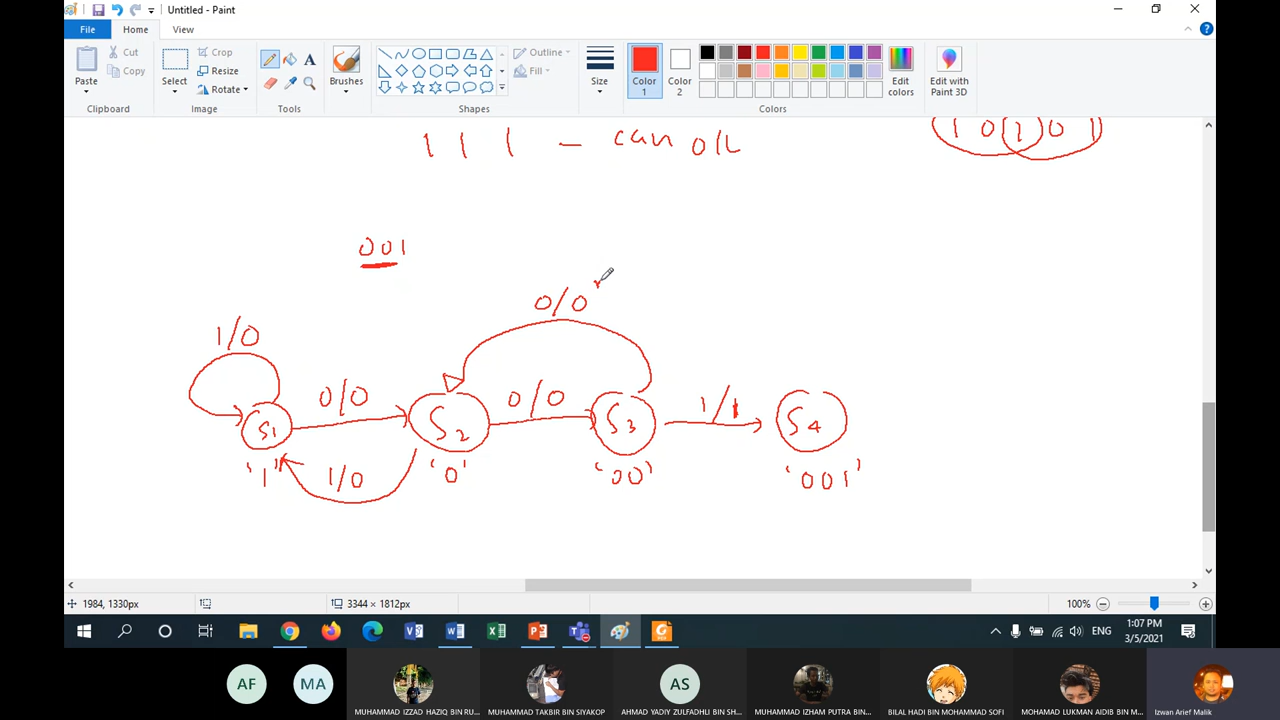 Untitled - Paint
File Home View
Paste
Cut
Copy
Clipboard
Select
Crop
Resize
Rotate
Image
Tools
Brushes
Shapes
Outline
Fill
Size
Color 1
Color 2
Edit colors
Colors
Edit with Paint 3D
1 1 1 - can OL
1 0 1 0 1
001
0/0
1/0
0/0
0/0
1/1
S1
S2
S3
S4
'1'
1/0
'0'
'00'
'001'
1984, 1330px
3344 × 1812px
100%
ENG
1:07 PM
3/5/2021
AF
MA
AS
MUHAMMAD IZZAD HAZIQ BIN RU...
MUHAMMAD TAKBIR BIN SIYAKOP
AHMAD YADIY ZULFADHLI BIN SH...
MUHAMMAD IZHAM PUTRA BIN...
BILAL HADI BIN MOHAMMAD SOFI
MOHAMAD LUKMAN AIDIB BIN M...
Izwan Arief Malik